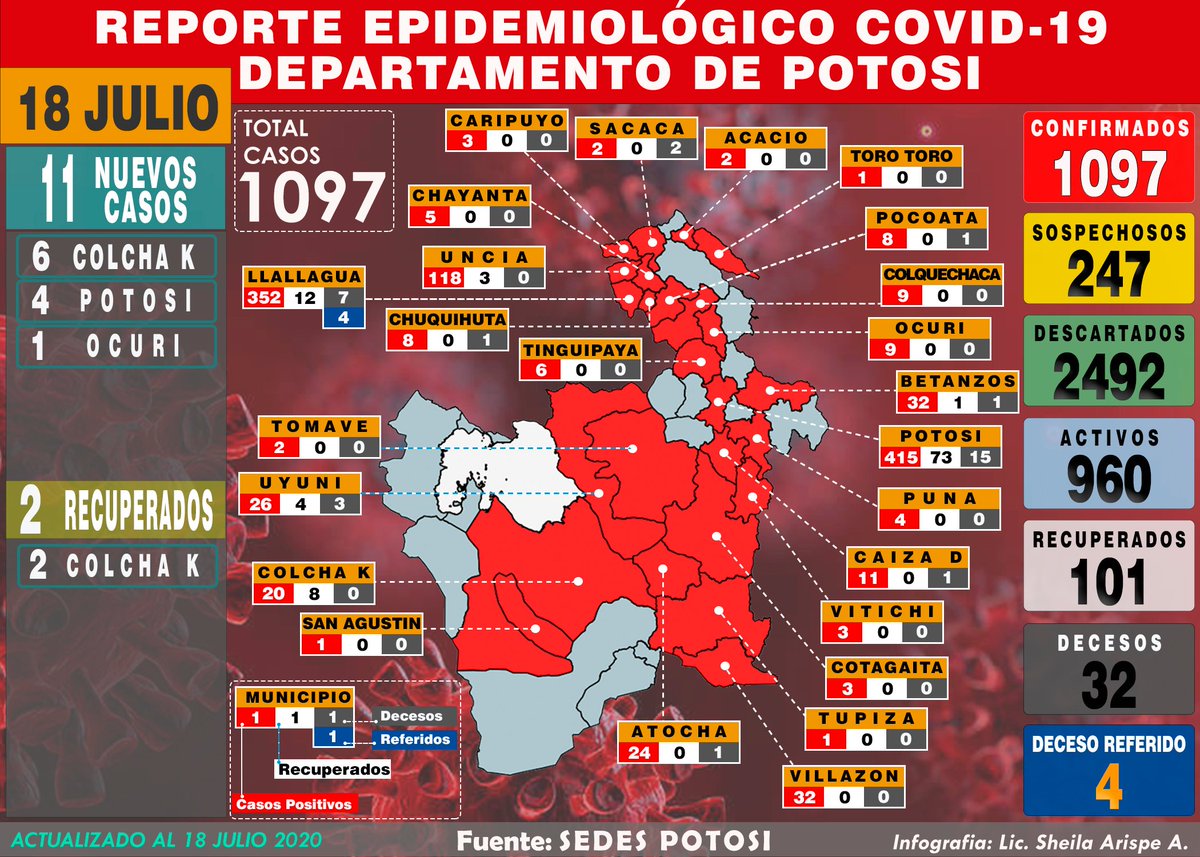 REPORTE EPIDEMIOLÓGICO COVID-19
DEPARTAMENTO DE POTOSI
18 JULIO
11 NUEVOS CASOS
6 COLCHA K
4 POTOSI
1 OCURI
2 RECUPERADOS
2 COLCHA K
TOTAL
CASOS
1097
CARIPUYO
3 0 0
SACACA
2 0 2
ACACIO
2 0 0
TORO TORO
1 0 0
CHAYANTA
5 0 0
POCOATA
8 0 1
UNCIA
118 3 0
LLALLAGUA
352 12 7
4
COLQUECHACA
9 0 0
CHUQUIHUTA
8 0 1
OCURI
9 0 0
TINGUIPAYA
6 0 0
BETANZOS
32 1 1
TOMAVE
2 0 0
POTOSI
415 73 15
UYUNI
26 4 3
PUNA
4 0 0
COLCHA K
20 8 0
CAIZA D
11 0 1
SAN AGUSTIN
1 0 0
VITICHI
3 0 0
COTAGAITA
3 0 0
TUPIZA
1 0 0
ATOCHA
24 0 1
VILLAZON
32 0 0
MUNICIPIO
1 1 1 Decesos
1 Referidos
Recuperados
Casos Positivos
CONFIRMADOS
1097
SOSPECHOSOS
247
DESCARTADOS
2492
ACTIVOS
960
RECUPERADOS
101
DECESOS
32
DECESO REFERIDO
4
ACTUALIZADO AL 18 JULIO 2020
Fuente: SEDES POTOSI
Infografia: Lic. Sheila Arispe A.